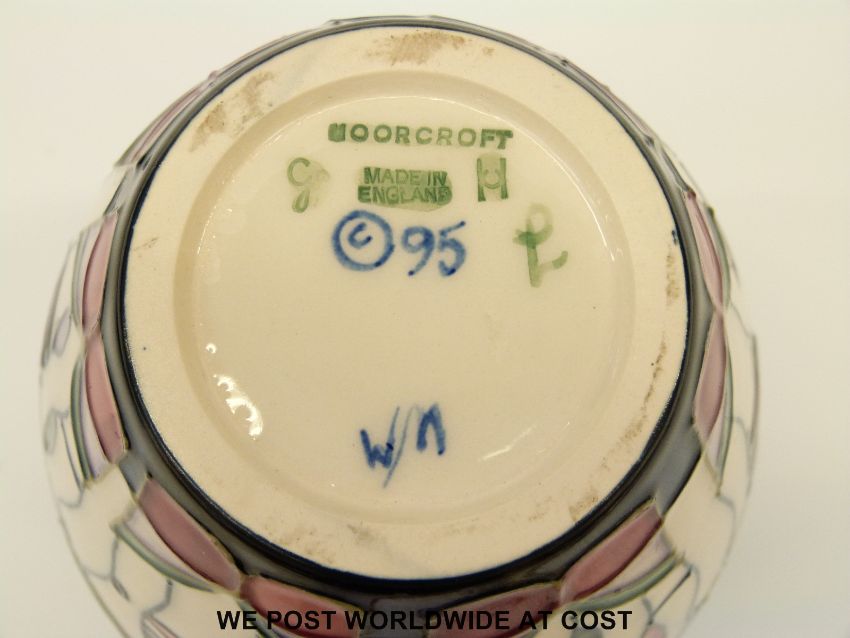 MOORCROFT
MADE IN
ENGLAND
© 95
W/M
WE POST WORLDWIDE AT COST